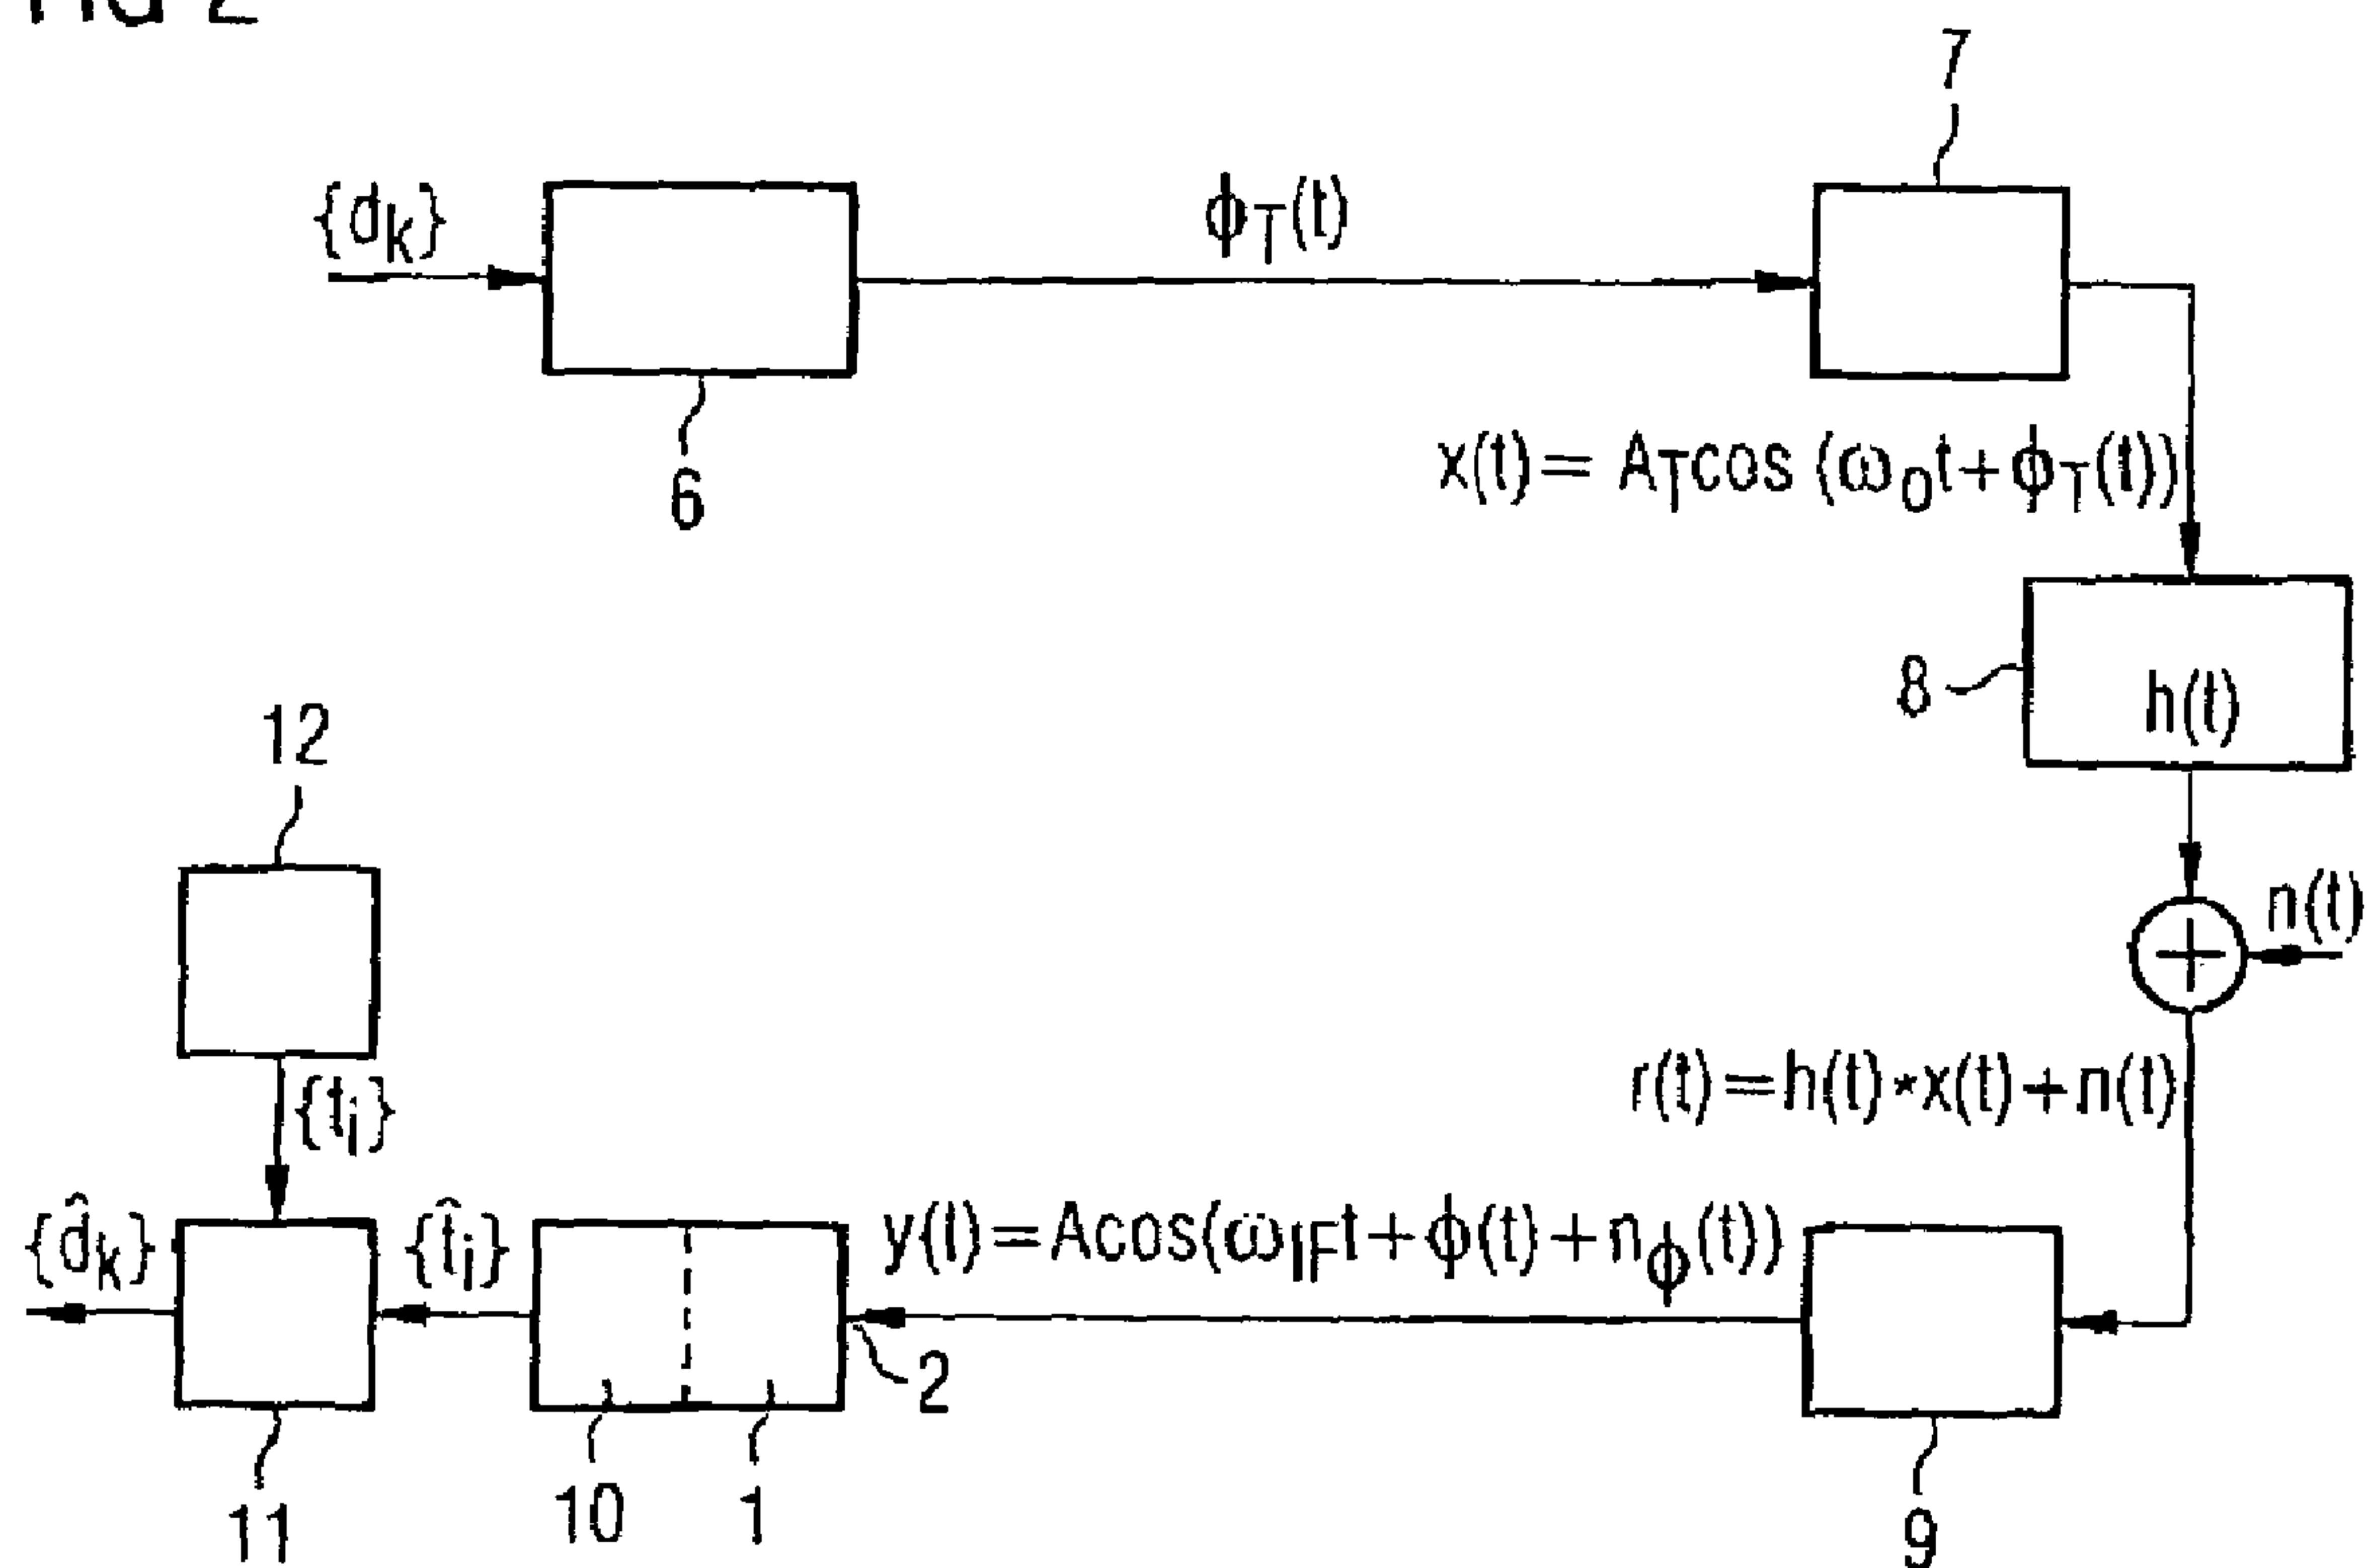 FIG 2
7
{d_k}
ϕ_T(t)
6
x(t) = A_T cos (ω_0 t + ϕ_T(t))
8
h(t)
12
n(t)
{t_i}
r(t) = h(t) * x(t) + n(t)
{d̂_k}
{t̂_i}
y(t) = A cos(ω_IF t + ϕ(t) + n_ϕ(t))
2
11
10
1
9